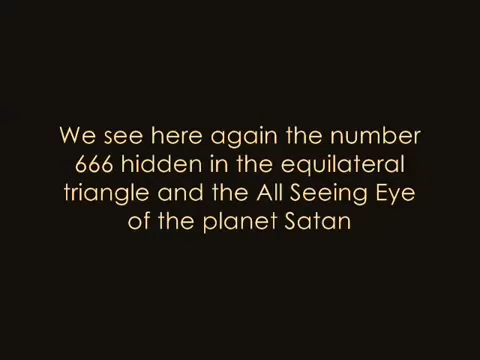 We see here again the number
666 hidden in the equilateral
triangle and the All Seeing Eye
of the planet Satan